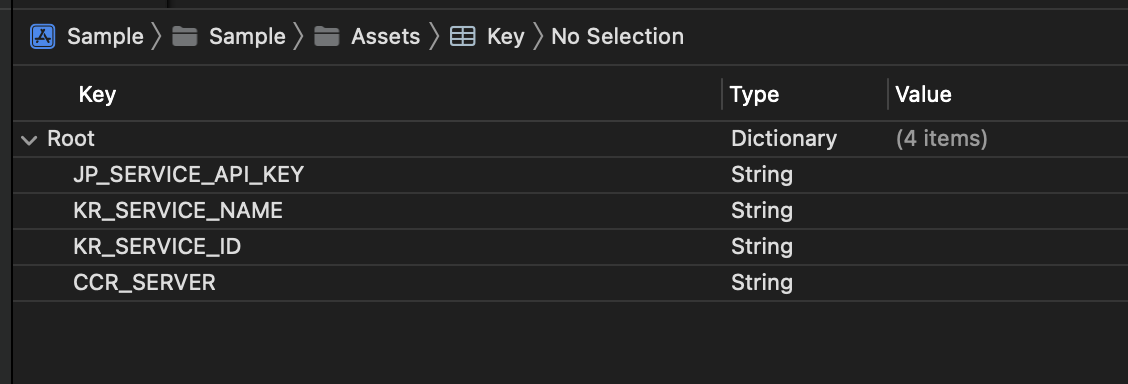 Sample Sample Assets Key No Selection
Key Type Value
Root Dictionary (4 items)
JP_SERVICE_API_KEY String
KR_SERVICE_NAME String
KR_SERVICE_ID String
CCR_SERVER String